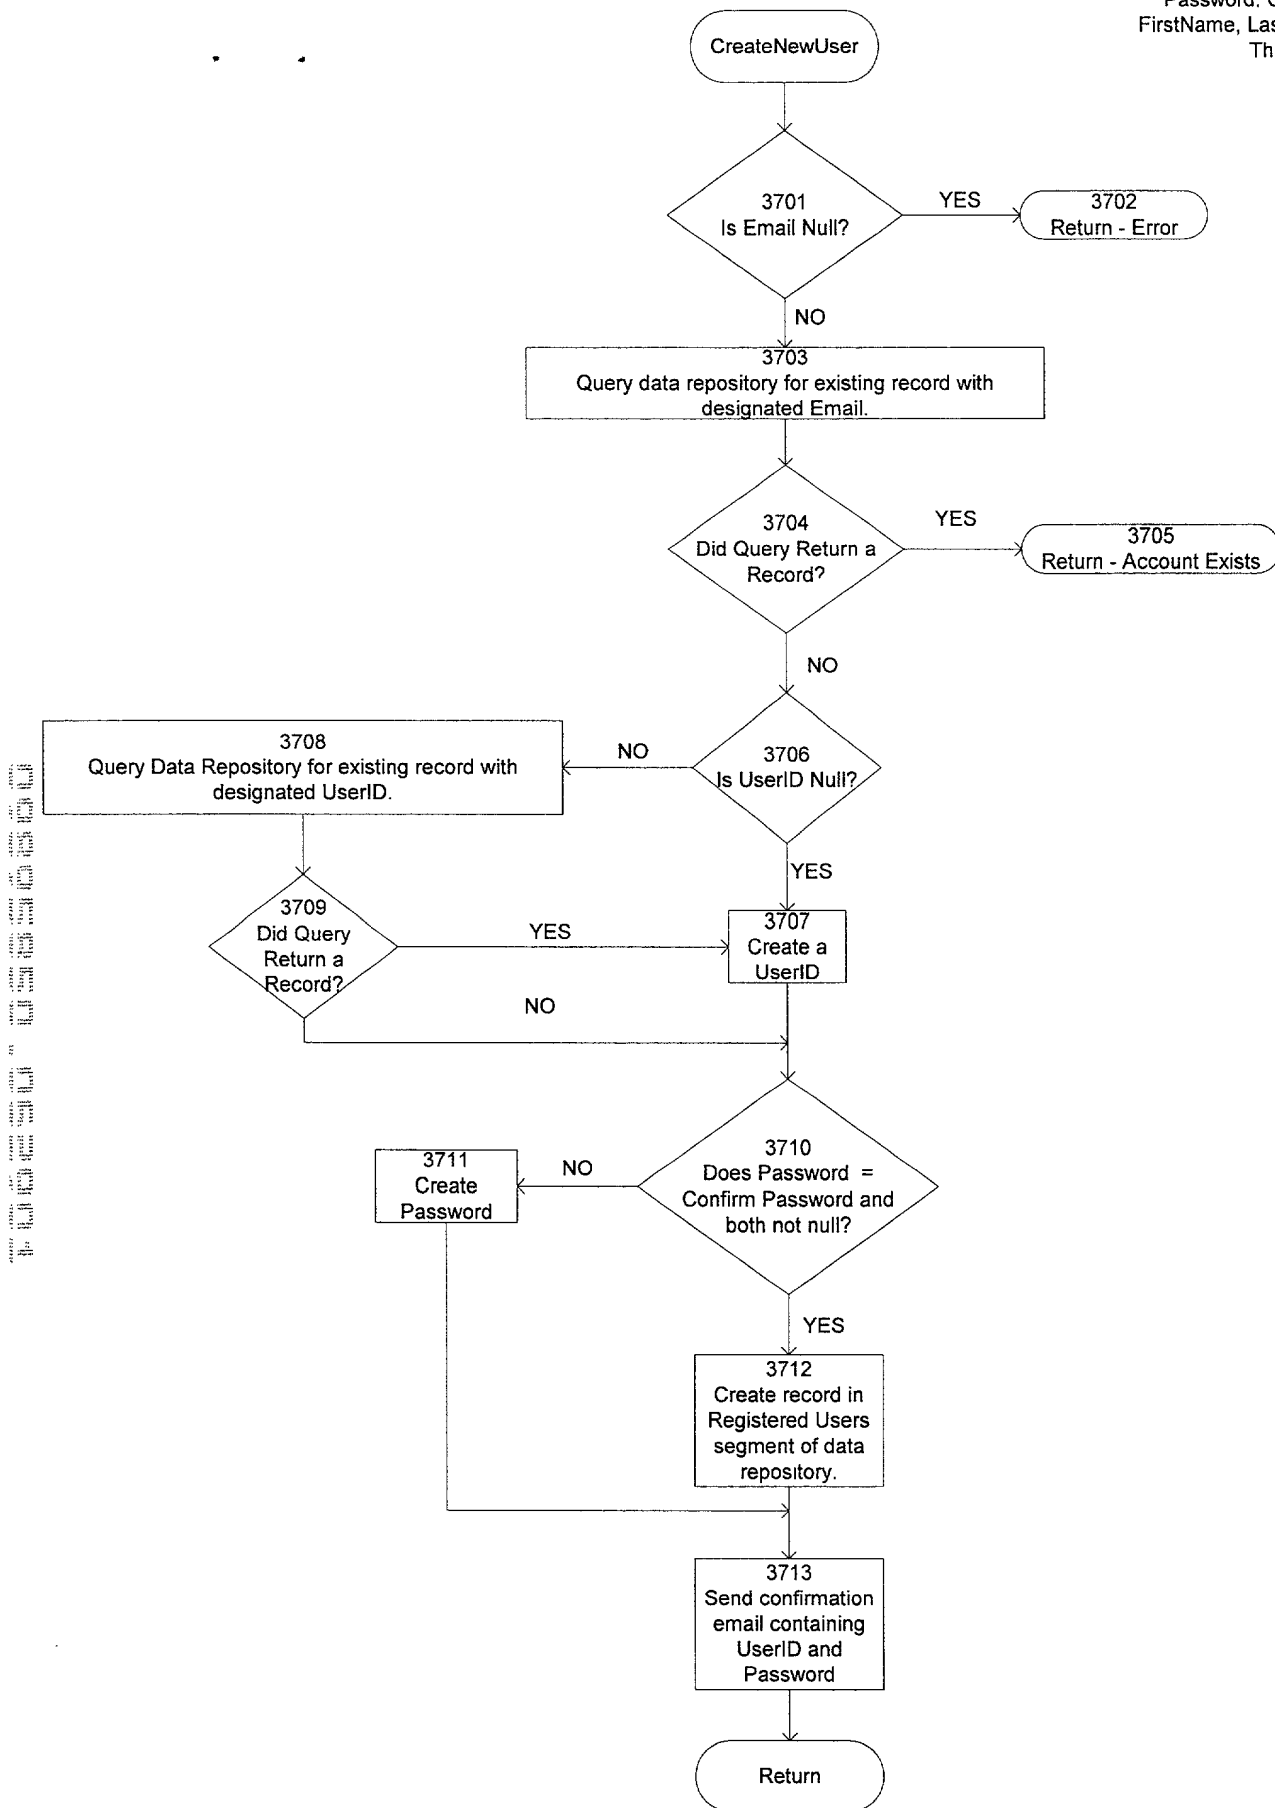 Password, C
FirstName, Las
Th
CreateNewUser
3701
Is Email Null?
YES
3702
Return - Error
NO
3703
Query data repository for existing record with
designated Email.
3704
Did Query Return a
Record?
YES
3705
Return - Account Exists
NO
3706
Is UserID Null?
NO
3708
Query Data Repository for existing record with
designated UserID.
YES
3709
Did Query
Return a
Record?
YES
3707
Create a
UserID
NO
3710
Does Password =
Confirm Password and
both not null?
NO
3711
Create
Password
YES
3712
Create record in
Registered Users
segment of data
repository.
3713
Send confirmation
email containing
UserID and
Password
Return